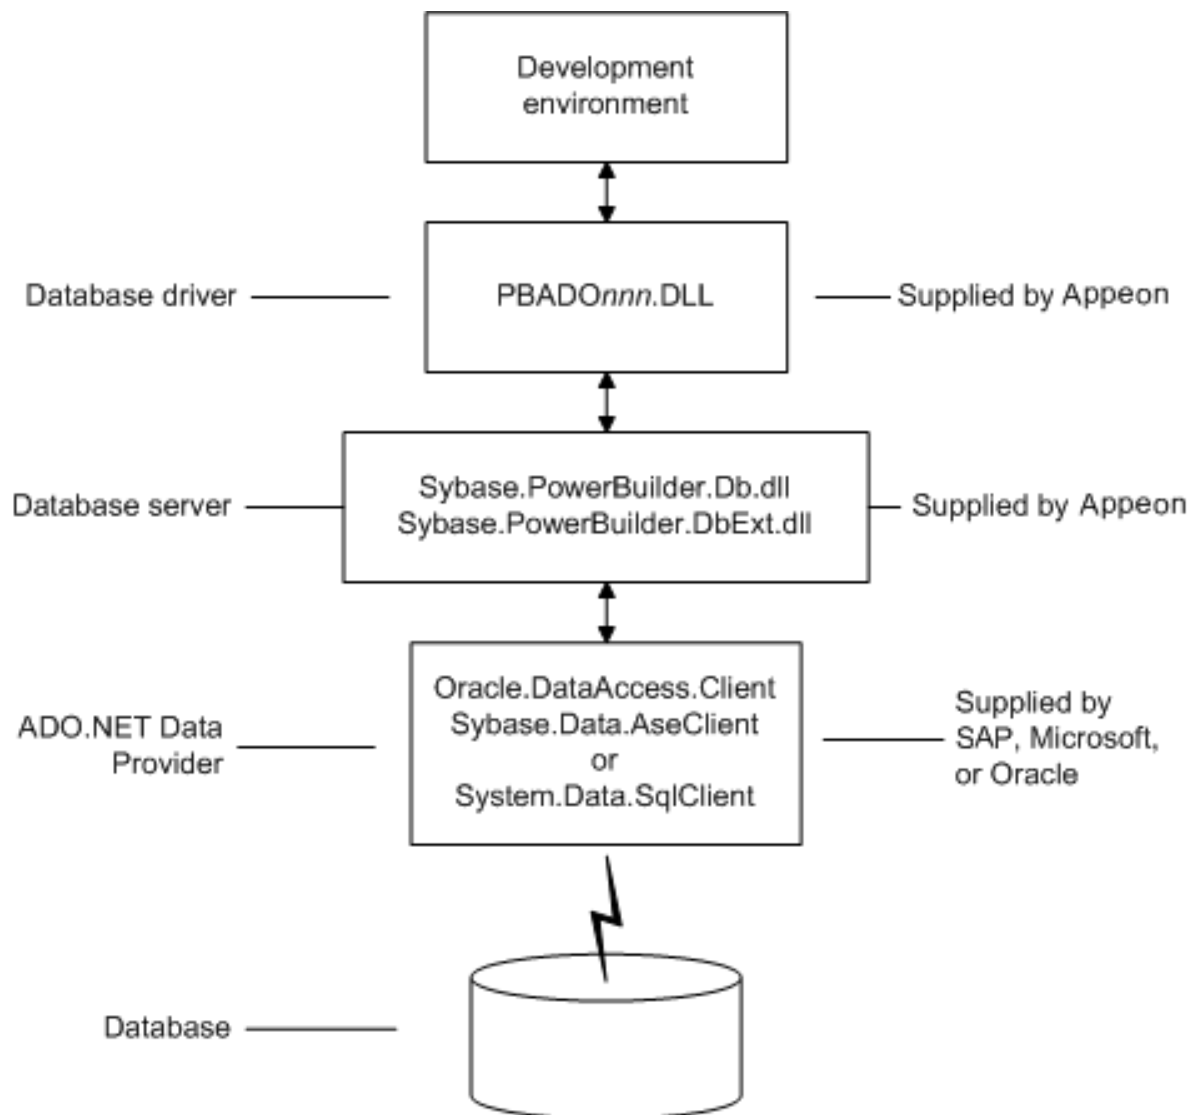 Development
environment
Database driver
PBADOnnn.DLL
Supplied by Appeon
Database server
Sybase.PowerBuilder.Db.dll
Sybase.PowerBuilder.DbExt.dll
Supplied by Appeon
ADO.NET Data
Provider
Oracle.DataAccess.Client
Sybase.Data.AseClient
or
System.Data.SqlClient
Supplied by
SAP, Microsoft,
or Oracle
Database